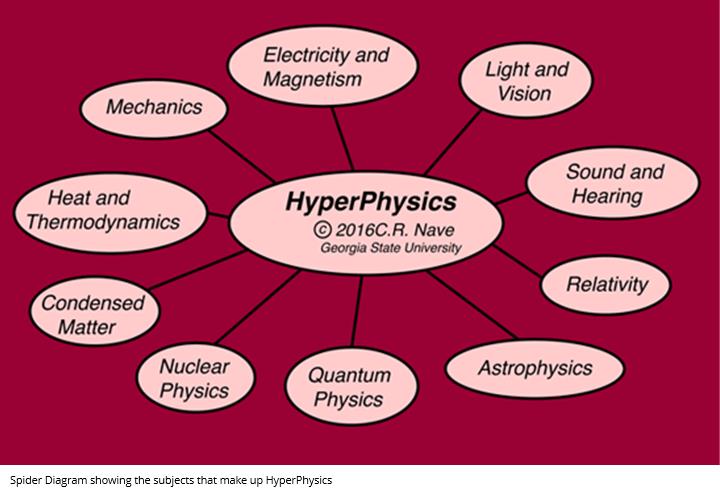 Electricity and
Magnetism
Light and
Vision
Mechanics
Sound and
Hearing
Heat and
Thermodynamics
HyperPhysics
© 2016C.R. Nave
Georgia State University
Relativity
Condensed
Matter
Nuclear
Physics
Quantum
Physics
Astrophysics
Spider Diagram showing the subjects that make up HyperPhysics